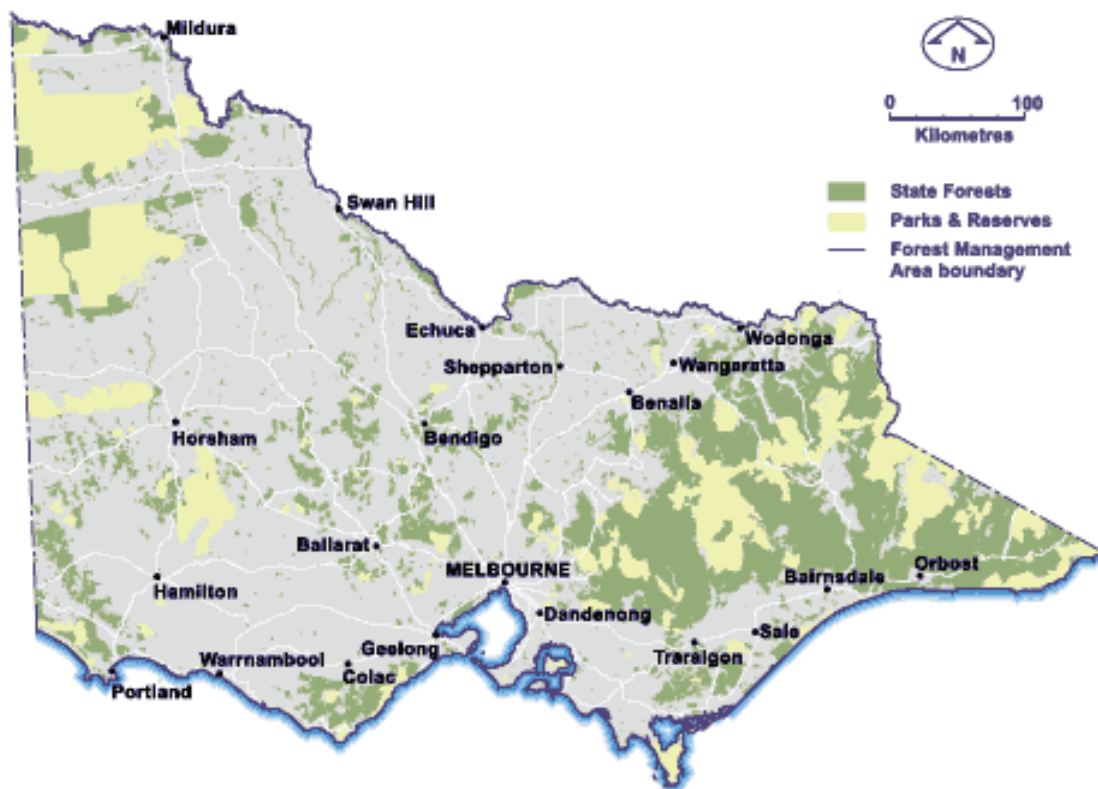 Mildura
N
0 100
Kilometres
Swan Hill
State Forests
Parks & Reserves
Forest Management
Area boundary
Echuca
Wodonga
Shepparton
Wangaratta
Benalla
Horsham
Bendigo
Ballarat
MELBOURNE
Orbost
Bairnsdale
Hamilton
Dandenong
Sale
Geelong
Traralgon
Warrnambool
Colac
Portland